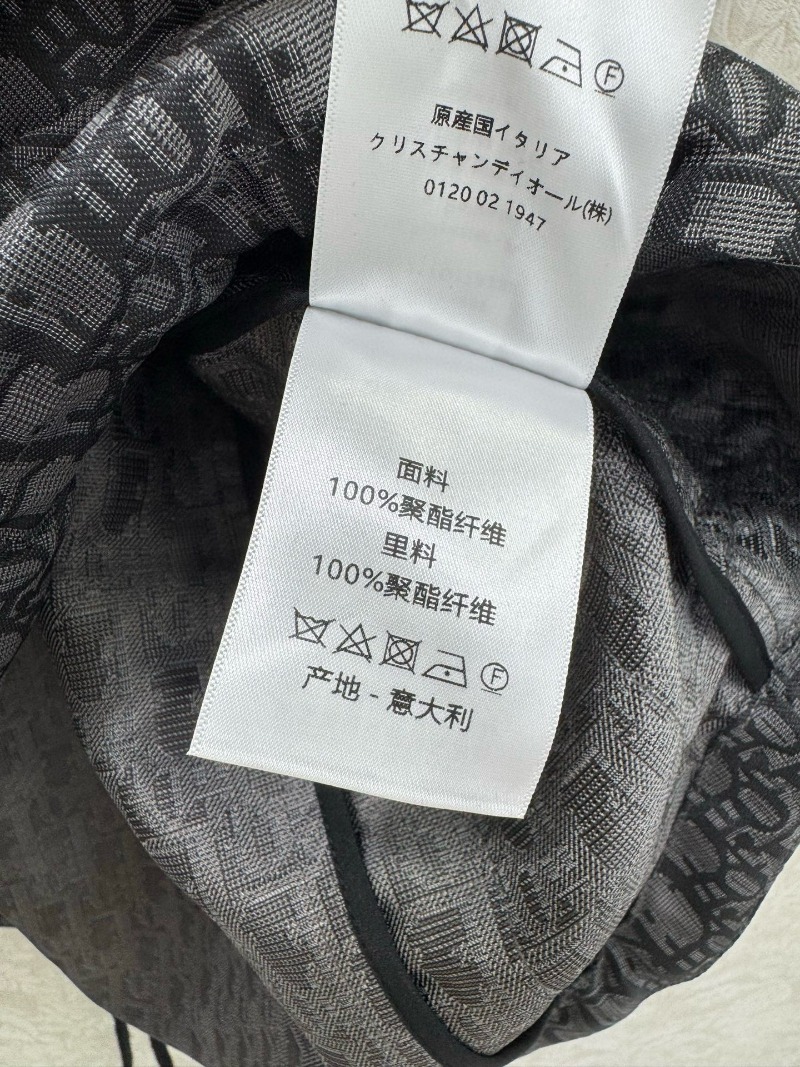 F
原産国イタリア
クリスチャンディオール(株)
0120 02 1947
面料
100%聚酯纤维
里料
100%聚酯纤维
F
产地 - 意大利